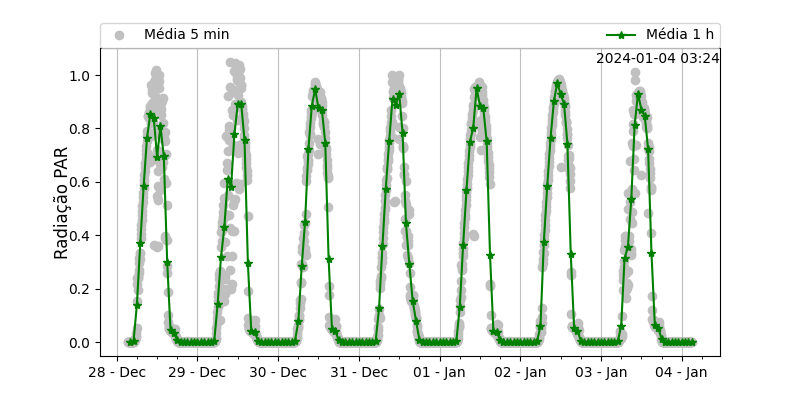 Média 5 min
Média 1 h
2024-01-04 03:24
Radiação PAR
1.0
0.8
0.6
0.4
0.2
0.0
28 - Dec
29 - Dec
30 - Dec
31 - Dec
01 - Jan
02 - Jan
03 - Jan
04 - Jan